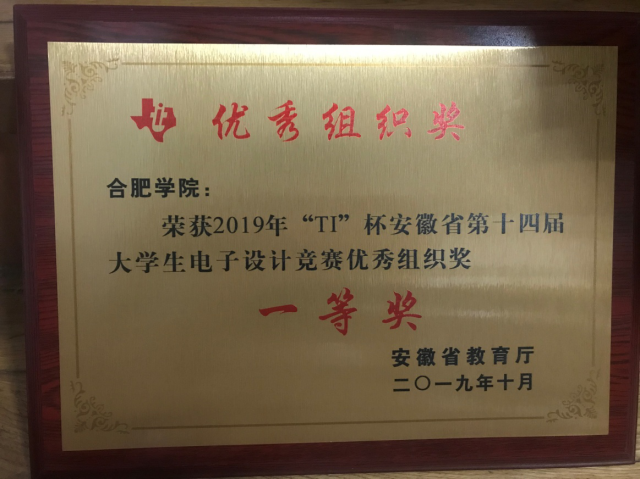 优秀组织奖
合肥学院：
荣获2019年“TI”杯安徽省第十四届
大学生电子设计竞赛优秀组织奖
一等奖
安徽省教育厅
二〇一九年十月